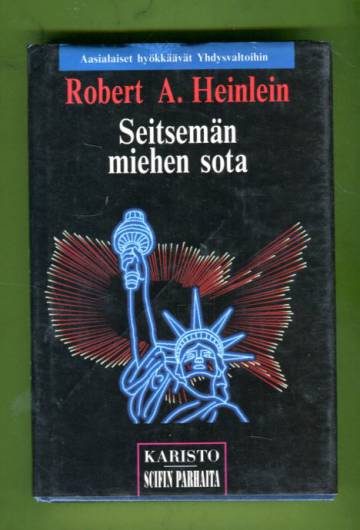 Aasialaiset hyökkäävät Yhdysvaltoihin
Robert A. Heinlein
Seitsemän
miehen sota
KARISTO
SCIFIN PARHAITA